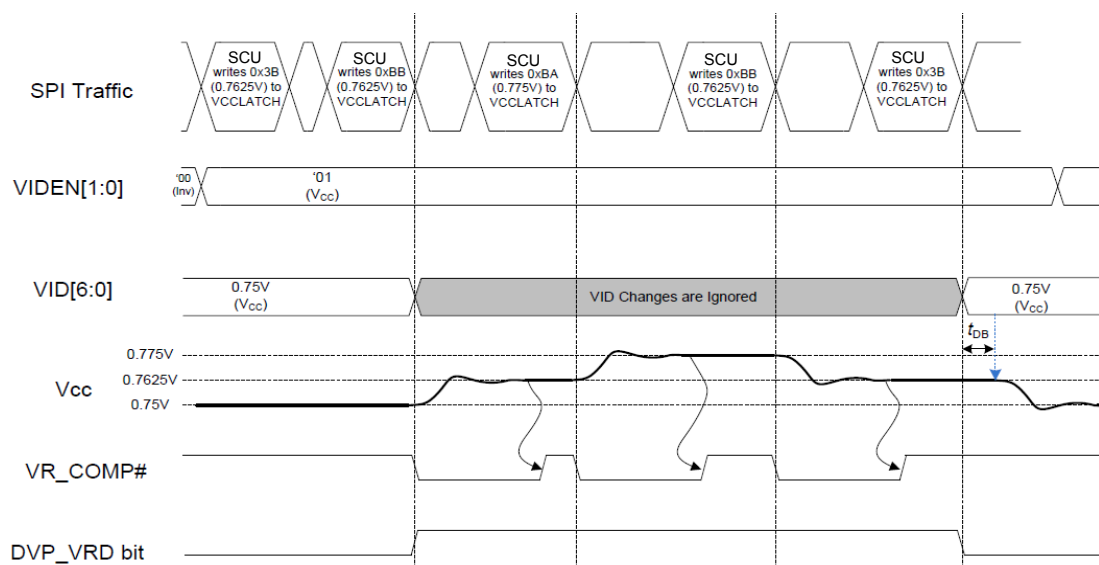 SPI Traffic
SCU
writes 0x3B
(0.7625V) to
VCCLATCH
SCU
writes 0xBB
(0.7625V) to
VCCLATCH
SCU
writes 0xBA
(0.775V) to
VCCLATCH
SCU
writes 0xBB
(0.7625V) to
VCCLATCH
SCU
writes 0x3B
(0.7625V) to
VCCLATCH
VIDEN[1:0]
'00
(Inv)
'01
(VCC)
VID[6:0]
0.75V
(VCC)
VID Changes are Ignored
0.75V
(VCC)
tDB
Vcc
0.775V
0.7625V
0.75V
VR_COMP#
DVP_VRD bit